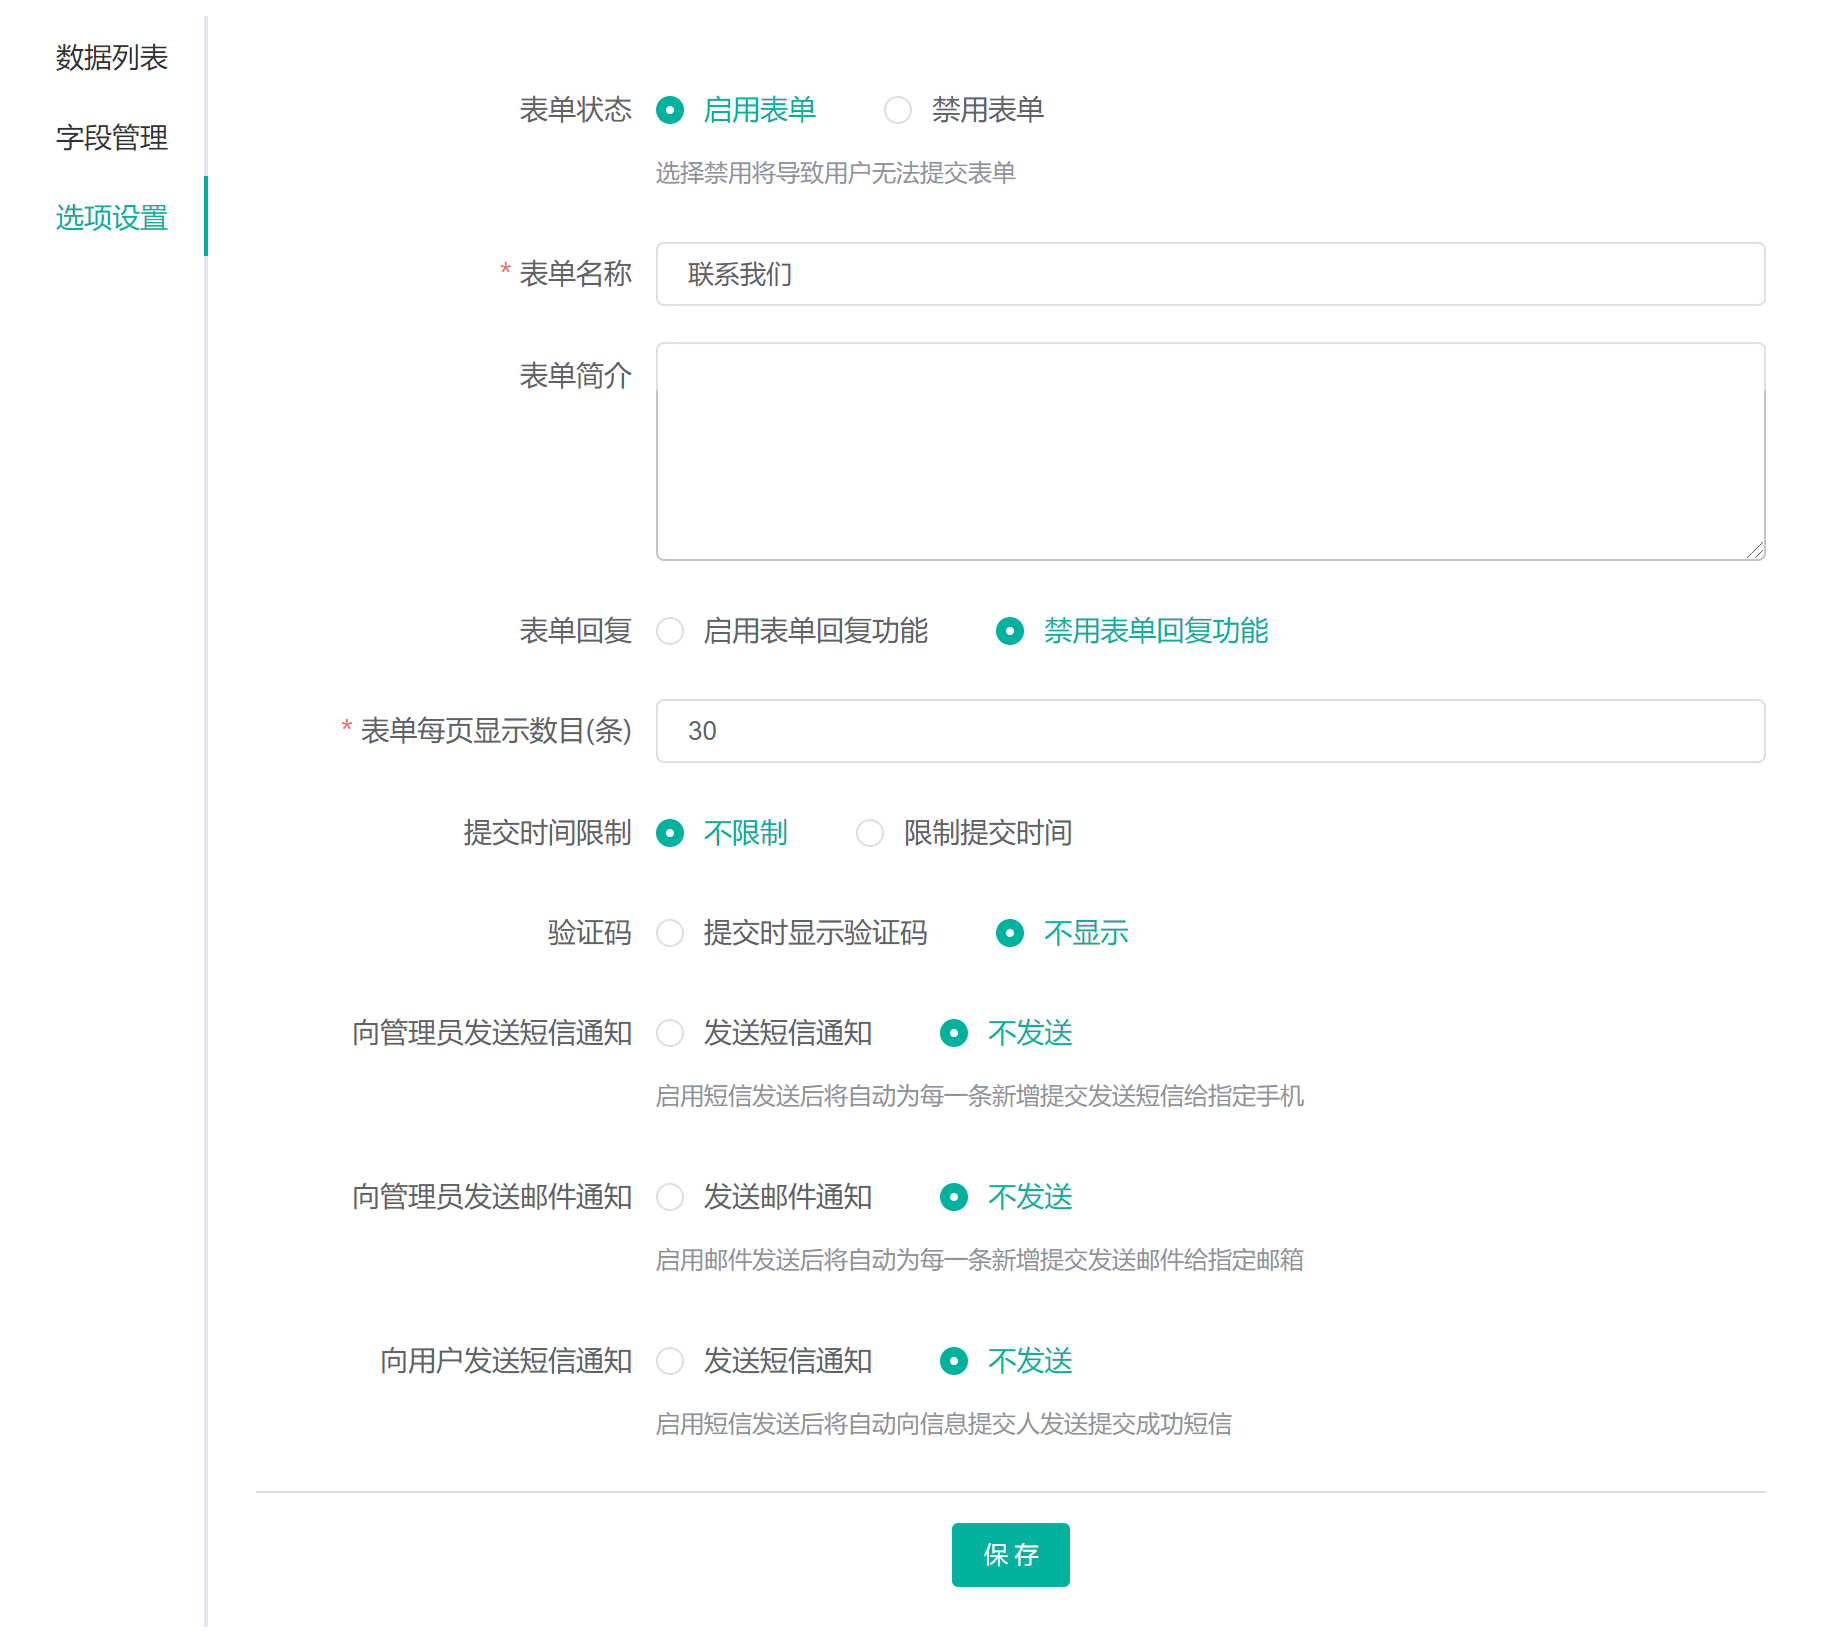 数据列表
字段管理
选项设置
表单状态 启用表单 禁用表单
选择禁用将导致用户无法提交表单
* 表单名称 联系我们
表单简介
表单回复 启用表单回复功能 禁用表单回复功能
* 表单每页显示数目(条) 30
提交时间限制 不限制 限制提交时间
验证码 提交时显示验证码 不显示
向管理员发送短信通知 发送短信通知 不发送
启用短信发送后将自动为每一条新增提交发送短信给指定手机
向管理员发送邮件通知 发送邮件通知 不发送
启用邮件发送后将自动为每一条新增提交发送邮件给指定邮箱
向用户发送短信通知 发送短信通知 不发送
启用短信发送后将自动向信息提交人发送提交成功短信
保 存